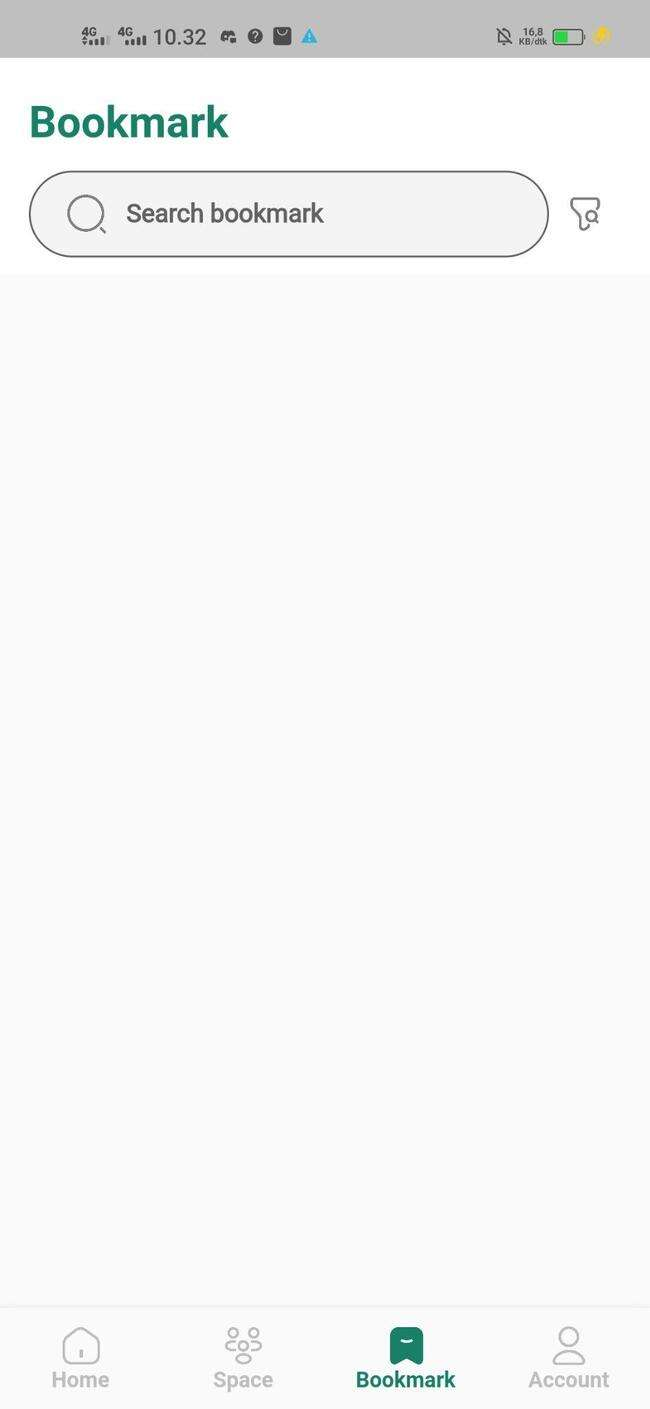 4G 4G 10.32 16,8
KB/dtk
Bookmark
Search bookmark
Home Space Bookmark Account